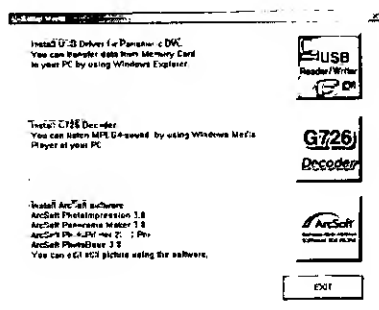 Setup Menu
Install USB Driver for Panasonic DVC.
You can transfer data from Memory Card
to your PC by using Windows Explorer.
USB
Reader/Writer
Install G726 Decoder
You can listen MPEG4-sound by using Windows Media
Player at your PC
G726
Decoder
Install ArcSoft software
ArcSoft PhotoImpression 3.0
ArcSoft Panorama Maker 3.0
ArcSoft PhotoBase 3.0
You can edit still picture using the software.
ArcSoft
EXIT